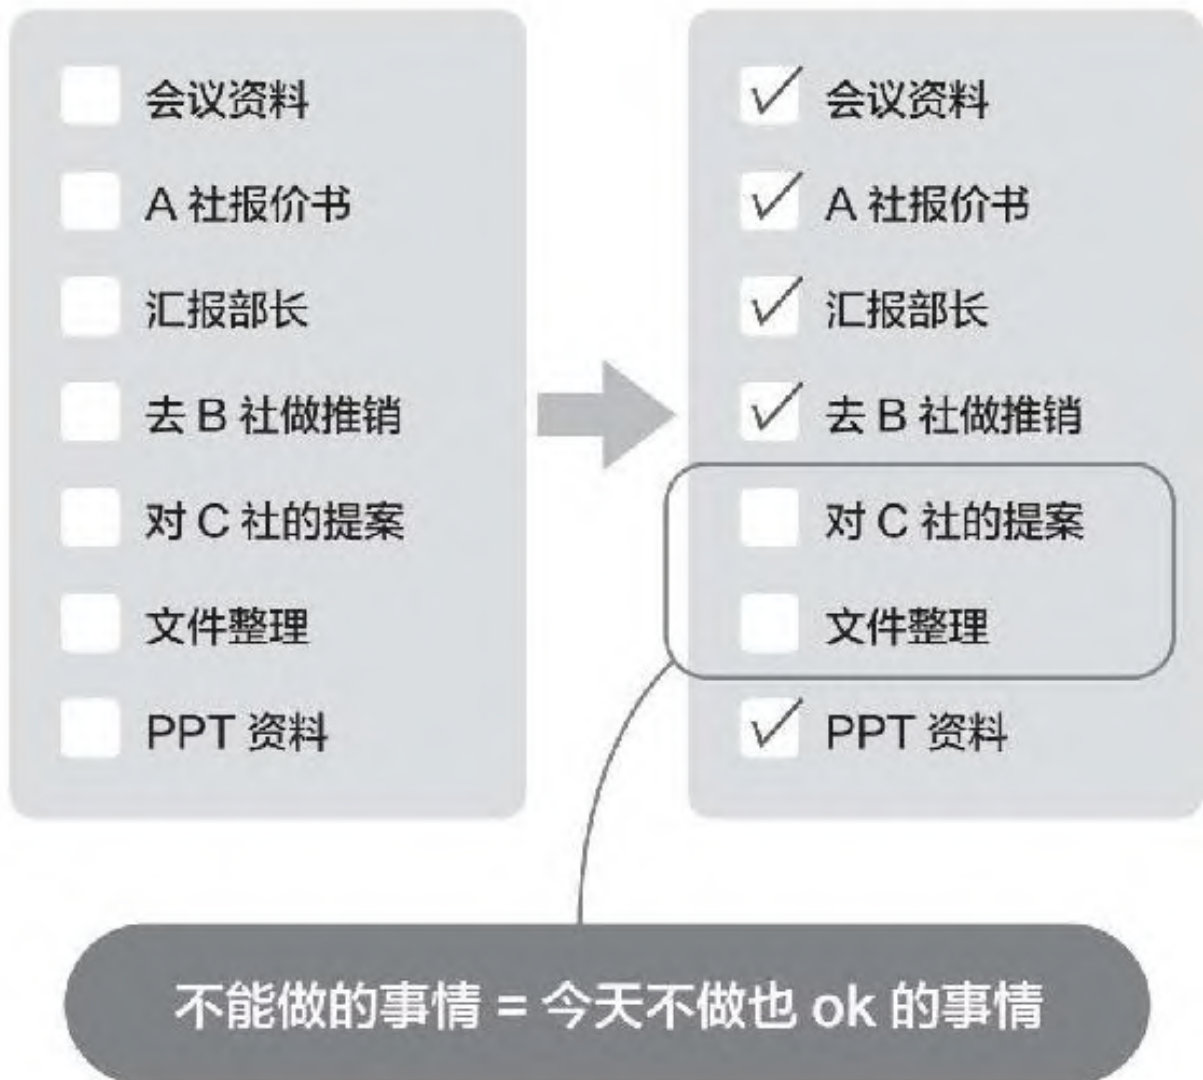 会议资料
A 社报价书
汇报部长
去 B 社做推销
对 C 社的提案
文件整理
PPT 资料
会议资料
A 社报价书
汇报部长
去 B 社做推销
对 C 社的提案
文件整理
PPT 资料
不能做的事情 = 今天不做也 ok 的事情